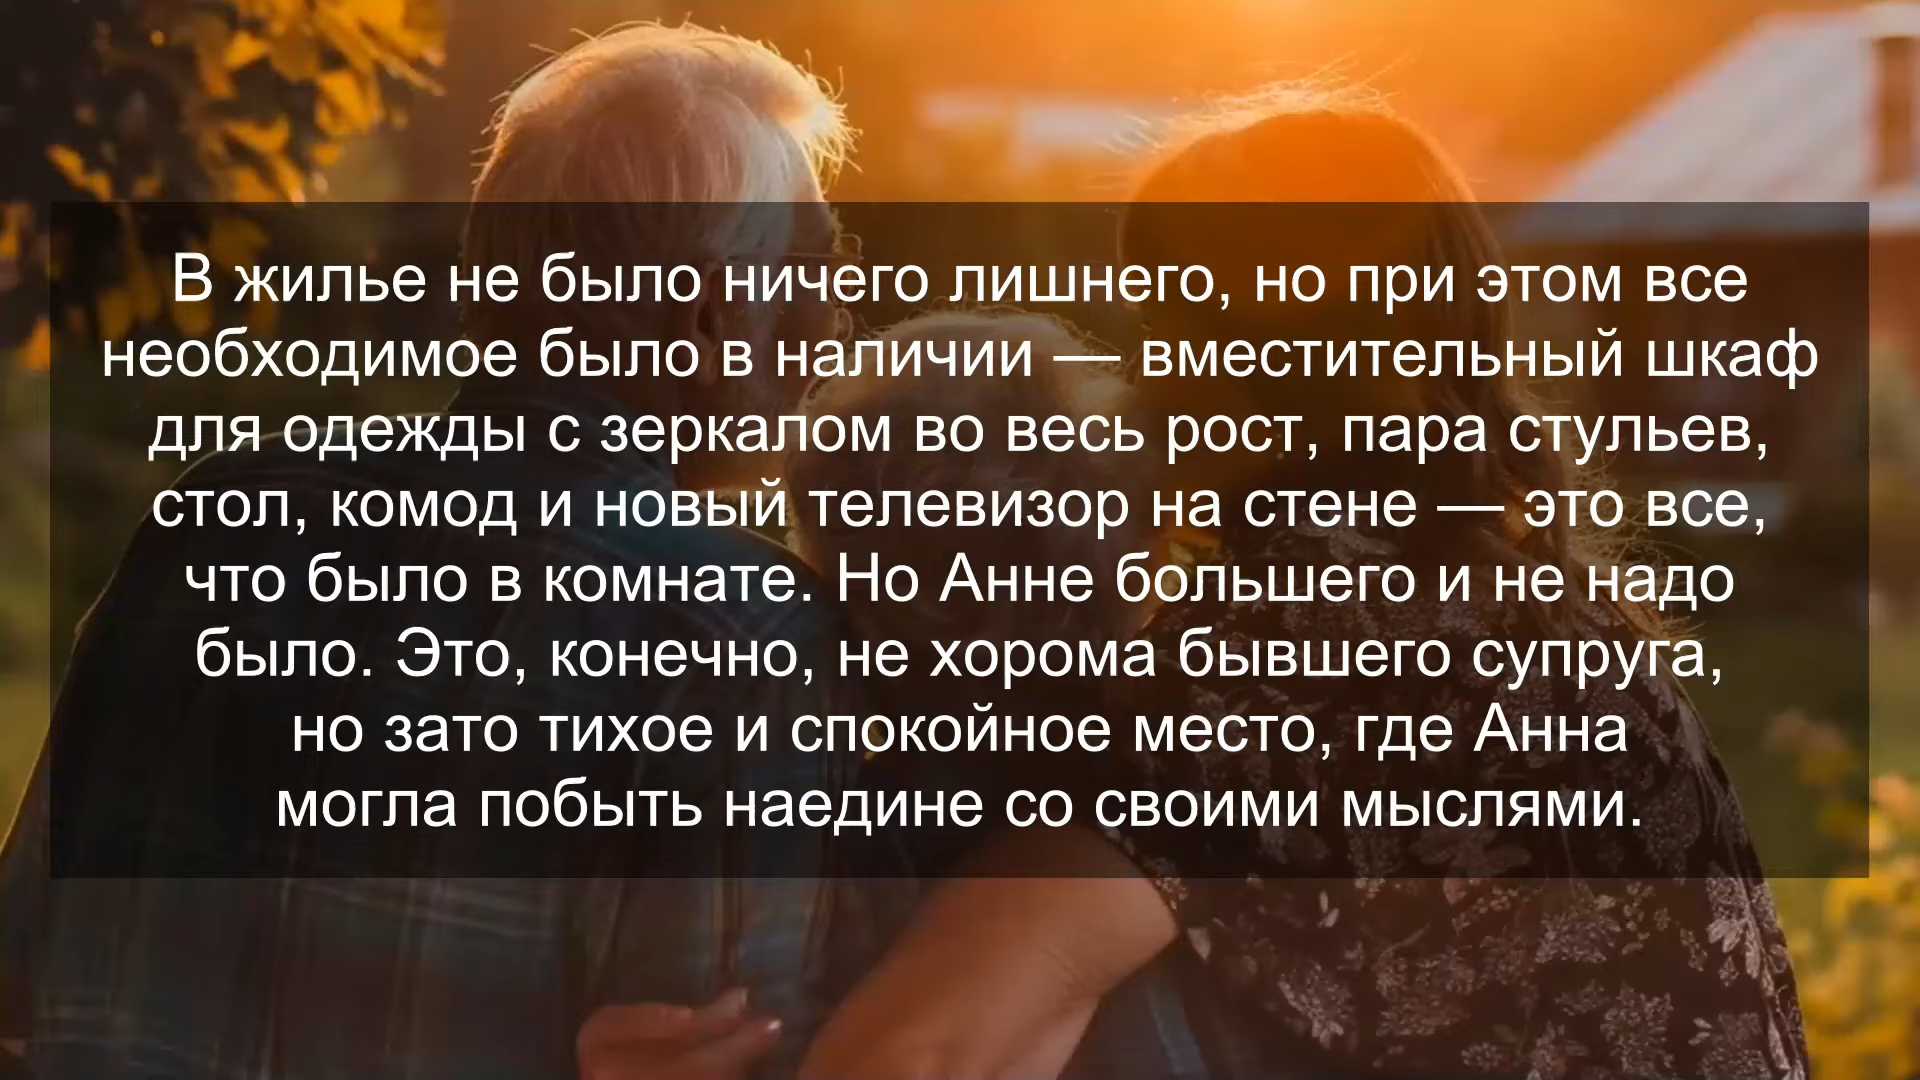 В жилье не было ничего лишнего, но при этом все
необходимое было в наличии — вместительный шкаф
для одежды с зеркалом во весь рост, пара стульев,
стол, комод и новый телевизор на стене — это все,
что было в комнате. Но Анне большего и не надо
было. Это, конечно, не хорома бывшего супруга,
но зато тихое и спокойное место, где Анна
могла побыть наедине со своими мыслями.